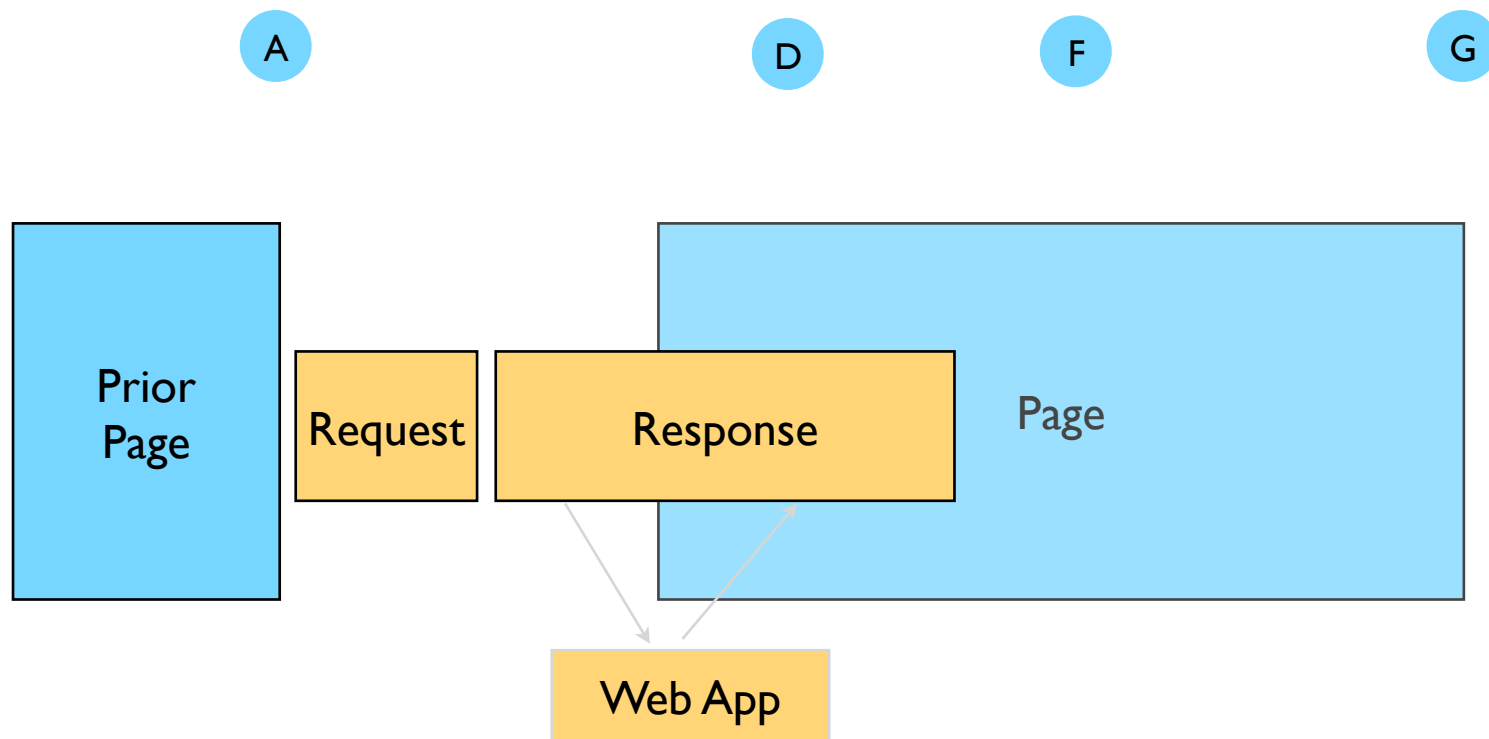 A
D
F
G
Prior
Page
Request
Response
Page
Web App